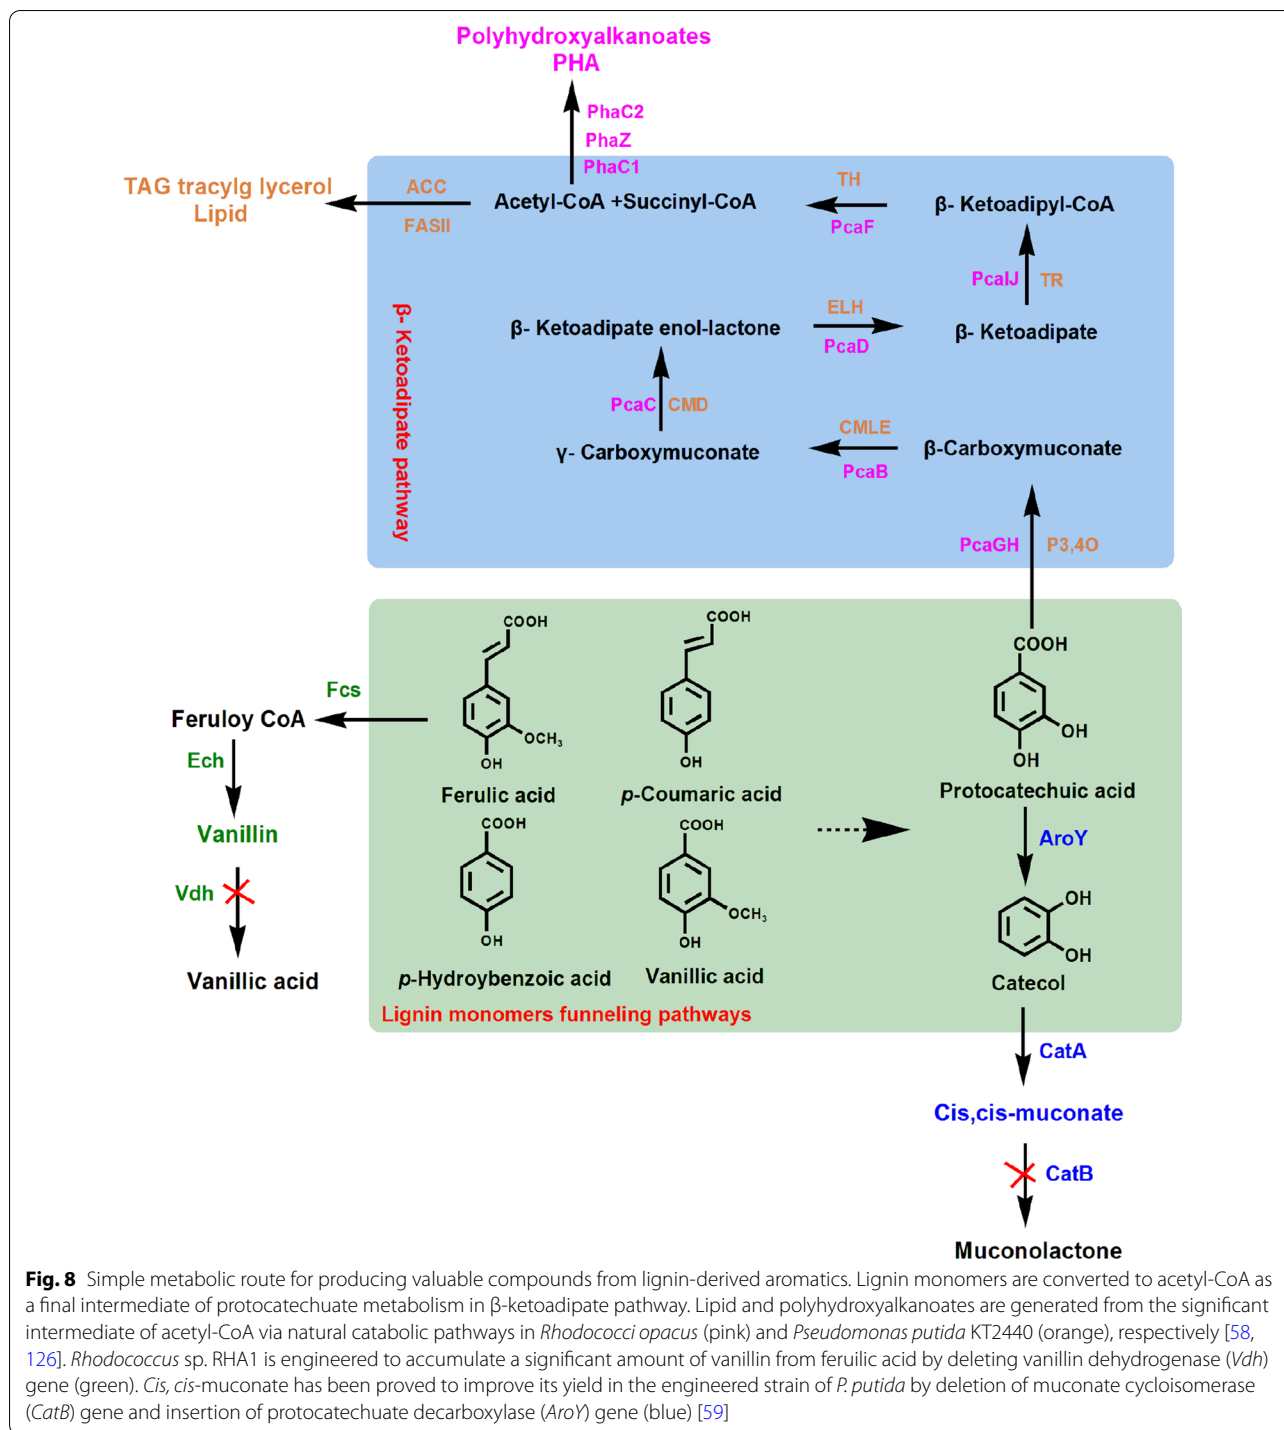 Polyhydroxyalkanoates
PHA
PhaC2
PhaZ
PhaC1
TAG tracylg lycerol
Lipid
ACC
FASII
Acetyl-CoA +Succinyl-CoA
TH
PcaF
β- Ketoadipyl-CoA
PcaIJ
TR
β- Ketoadipate pathway
β- Ketoadipate enol-lactone
ELH
PcaD
β- Ketoadipate
PcaC
CMD
γ- Carboxymuconate
CMLE
PcaB
β-Carboxymuconate
PcaGH
P3,4O
COOH
OCH3
OH
Ferulic acid
COOH
OH
p-Coumaric acid
COOH
OH
OH
Protocatechuic acid
Fcs
Feruloy CoA
Ech
Vanillin
Vdh
Vanillic acid
COOH
OH
p-Hydroybenzoic acid
COOH
OCH3
OH
Vanillic acid
AroY
OH
OH
Catecol
Lignin monomers funneling pathways
CatA
Cis,cis-muconate
CatB
Muconolactone
Fig. 8 Simple metabolic route for producing valuable compounds from lignin-derived aromatics. Lignin monomers are converted to acetyl-CoA as
a final intermediate of protocatechuate metabolism in β-ketoadipate pathway. Lipid and polyhydroxyalkanoates are generated from the significant
intermediate of acetyl-CoA via natural catabolic pathways in Rhodococci opacus (pink) and Pseudomonas putida KT2440 (orange), respectively [58,
126]. Rhodococcus sp. RHA1 is engineered to accumulate a significant amount of vanillin from feruilic acid by deleting vanillin dehydrogenase (Vdh)
gene (green). Cis, cis-muconate has been proved to improve its yield in the engineered strain of P. putida by deletion of muconate cycloisomerase
(CatB) gene and insertion of protocatechuate decarboxylase (AroY) gene (blue) [59]